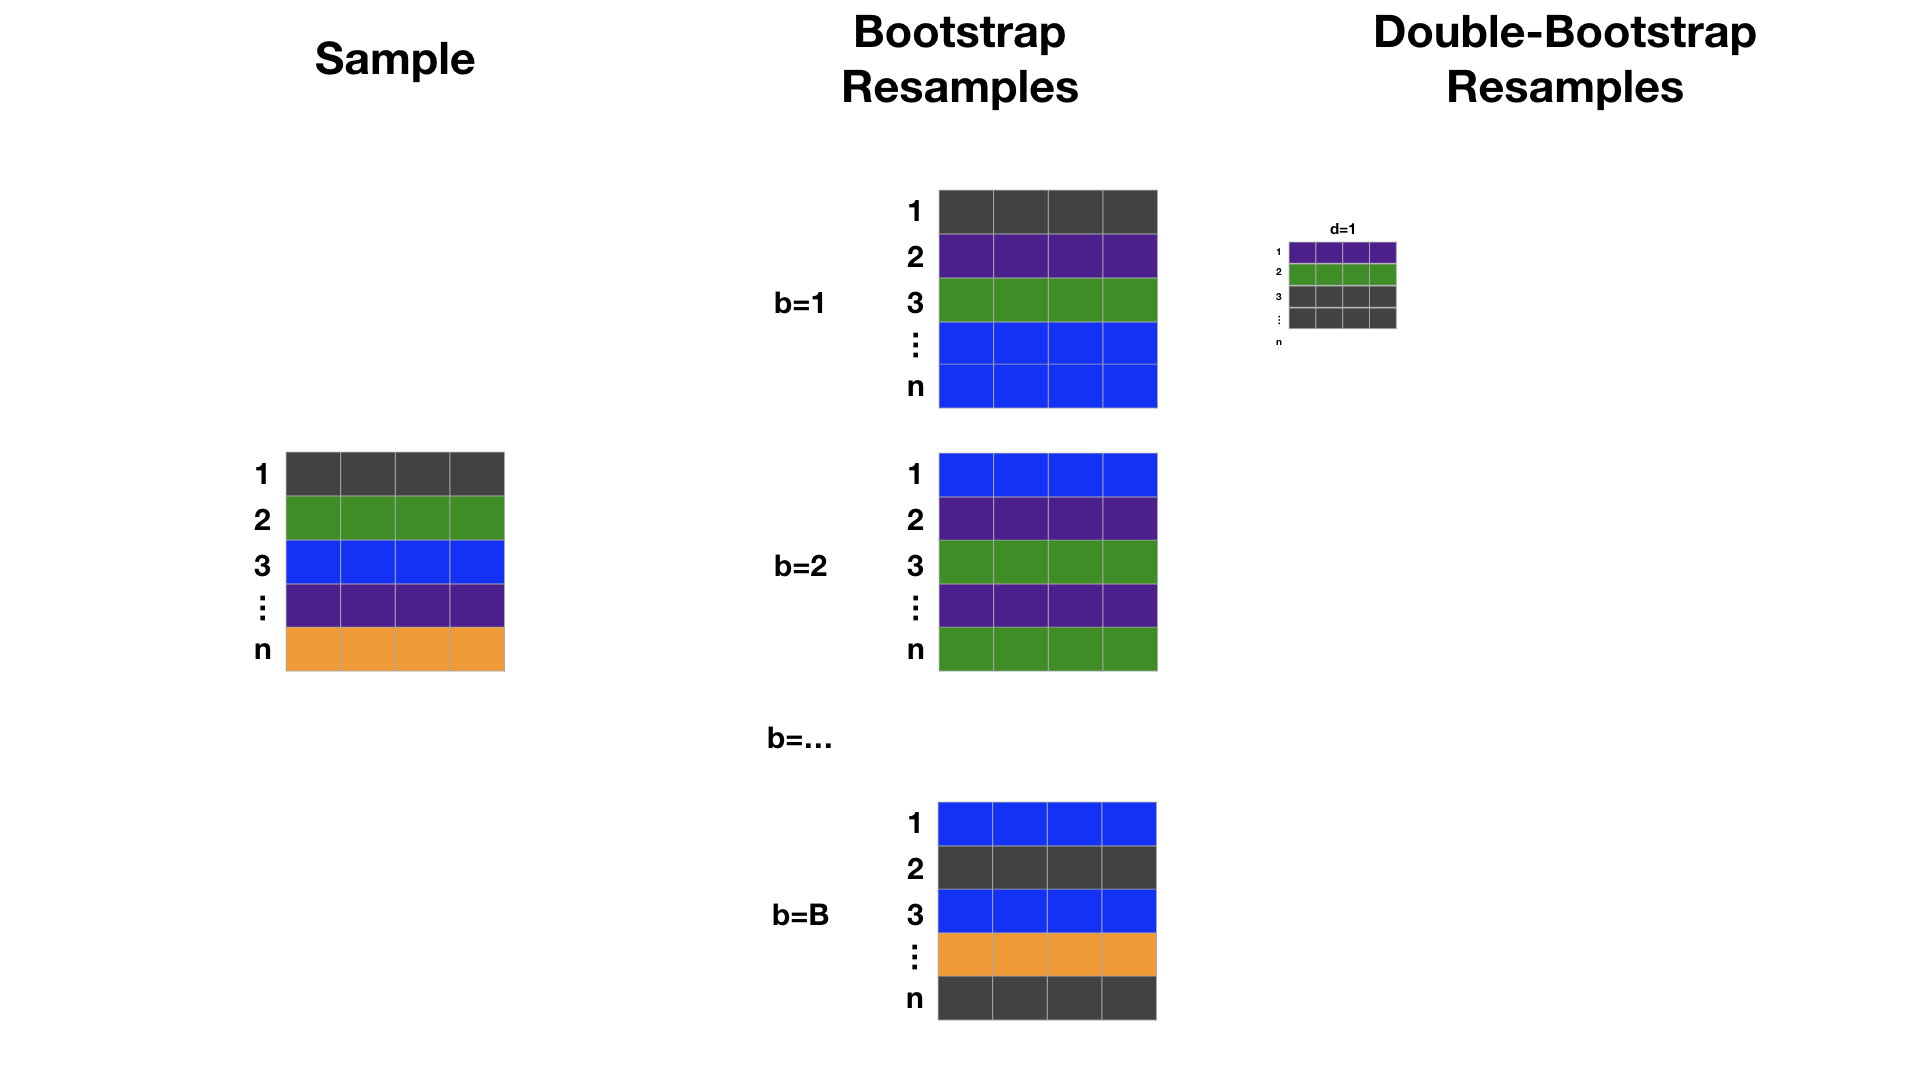 Sample
Bootstrap
Resamples
Double-Bootstrap
Resamples
b=1
1
2
3
⋮
n
d=1
1
2
3
⋮
n
1
2
3
⋮
n
b=2
1
2
3
⋮
n
b=...
b=B
1
2
3
⋮
n